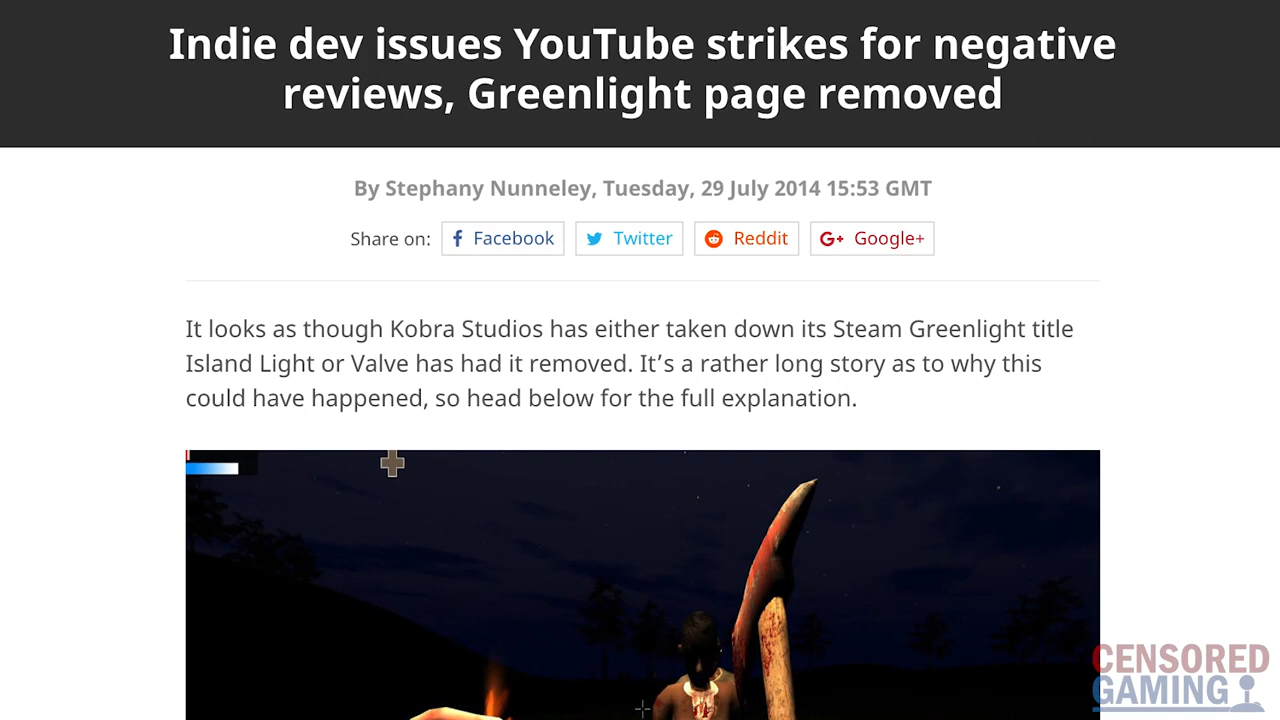 Indie dev issues YouTube strikes for negative
reviews, Greenlight page removed
By Stephany Nunneley, Tuesday, 29 July 2014 15:53 GMT
Share on: Facebook Twitter Reddit Google+
It looks as though Kobra Studios has either taken down its Steam Greenlight title
Island Light or Valve has had it removed. It’s a rather long story as to why this
could have happened, so head below for the full explanation.
CENSORED
GAMING